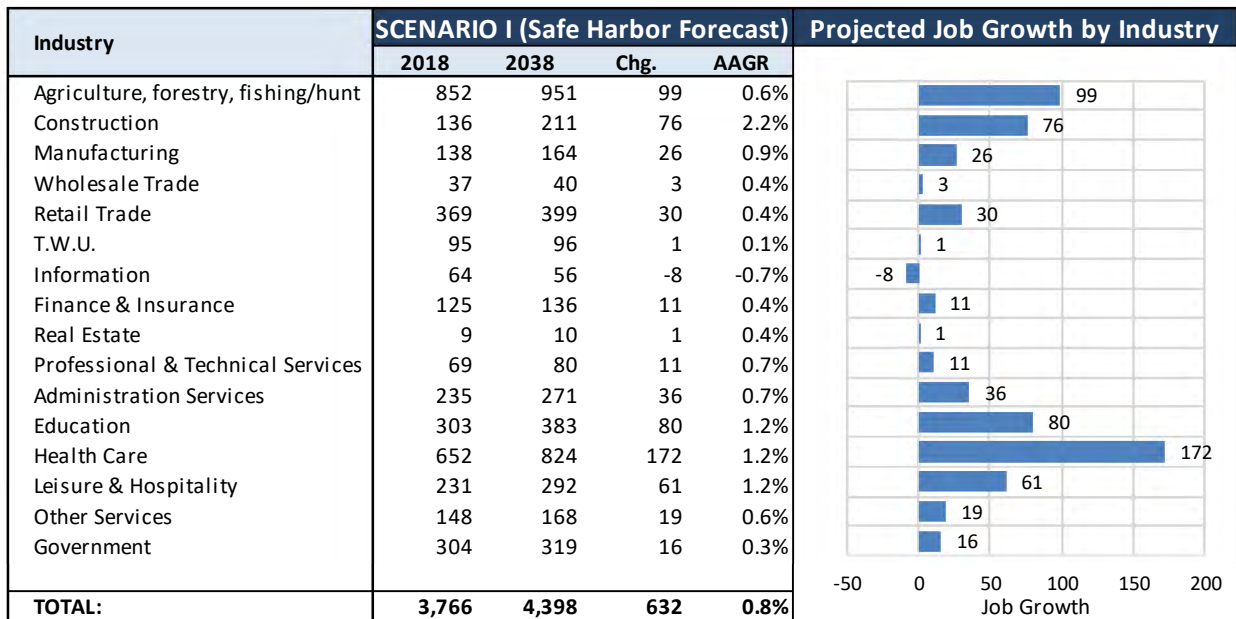 Industry SCENARIO I (Safe Harbor Forecast) Projected Job Growth by Industry
2018 2038 Chg. AAGR
Agriculture, forestry, fishing/hunt 852 951 99 0.6% 99
Construction 136 211 76 2.2% 76
Manufacturing 138 164 26 0.9% 26
Wholesale Trade 37 40 3 0.4% 3
Retail Trade 369 399 30 0.4% 30
T.W.U. 95 96 1 0.1% 1
Information 64 56 -8 -0.7% -8
Finance & Insurance 125 136 11 0.4% 11
Real Estate 9 10 1 0.4% 1
Professional & Technical Services 69 80 11 0.7% 11
Administration Services 235 271 36 0.7% 36
Education 303 383 80 1.2% 80
Health Care 652 824 172 1.2% 172
Leisure & Hospitality 231 292 61 1.2% 61
Other Services 148 168 19 0.6% 19
Government 304 319 16 0.3% 16
-50 0 50 100 150 200
TOTAL: 3,766 4,398 632 0.8% Job Growth